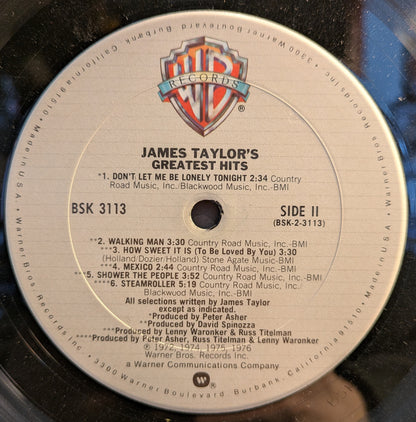 WB
RECORDS
®
JAMES TAYLOR'S
GREATEST HITS
*1. DON'T LET ME BE LONELY TONIGHT 2:34 Country
Road Music, Inc./Blackwood Music, Inc.-BMI
BSK 3113
SIDE II
(BSK-2-3113)
**2. WALKING MAN 3:30 Country Road Music, Inc.-BMI
***3. HOW SWEET IT IS (To Be Loved By You) 3:30
(Holland/Dozier/Holland) Stone Agate Music-BMI
***4. MEXICO 2:44 Country Road Music, Inc.-BMI
****5. SHOWER THE PEOPLE 3:52 Country Road Music, Inc.-BMI
****6. STEAMROLLER 5:19 Country Road Music, Inc./
Blackwood Music, Inc.-BMI
All selections written by James Taylor
except as indicated.
*Produced by Peter Asher
**Produced by David Spinozza
***Produced by Lenny Waronker & Russ Titelman
****Produced by Peter Asher, Russ Titelman & Lenny Waronker
℗ 1972, 1974, 1975, 1976
Warner Bros. Records Inc.
a Warner Communications Company
W
Warner Bros. Records Inc. • 3300 Warner Boulevard, Burbank, California 91510 • Made in U.S.A.
• 3300 Warner Boulevard, Burbank, California 91510 • Made in U.S.A.